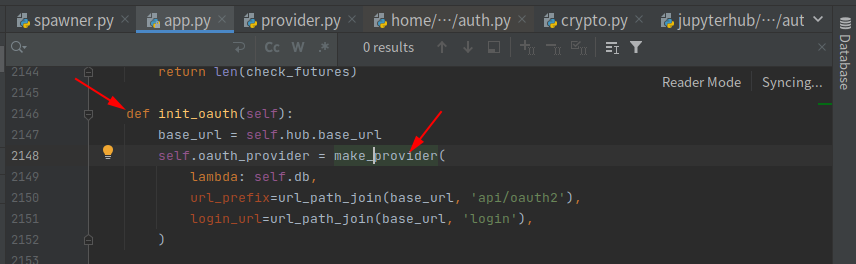 spawner.py app.py provider.py home/···/auth.py crypto.py jupyterhub/···/aut
Cc W .* 0 results
Database
2144 return len(check_futures)
Reader Mode Syncing...
2145
2146 def init_oauth(self):
2147 base_url = self.hub.base_url
2148 self.oauth_provider = make_provider(
2149 lambda: self.db,
2150 url_prefix=url_path_join(base_url, 'api/oauth2'),
2151 login_url=url_path_join(base_url, 'login'),
2152 )
2153